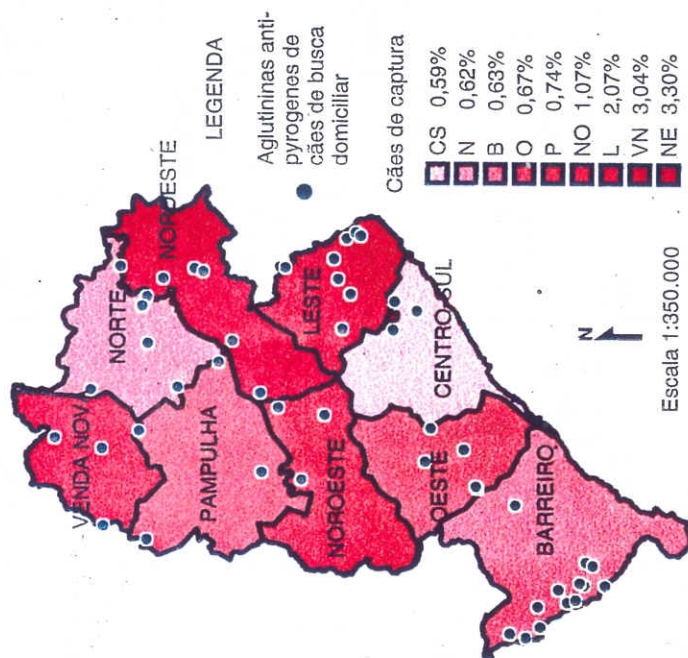 VENDA NOV
NORTE
NOROESTE
PAMPULHA
NOROESTE
LESTE
OESTE
CENTRO SUL
BARREIRO
LEGENDA
Aglutininas anti-
pyrogenes de
cães de busca
domiciliar
Cães de captura
CS 0,59%
N 0,62%
B 0,63%
O 0,67%
P 0,74%
NO 1,07%
L 2,07%
VN 3,04%
NE 3,30%
N
Escala 1:350.000